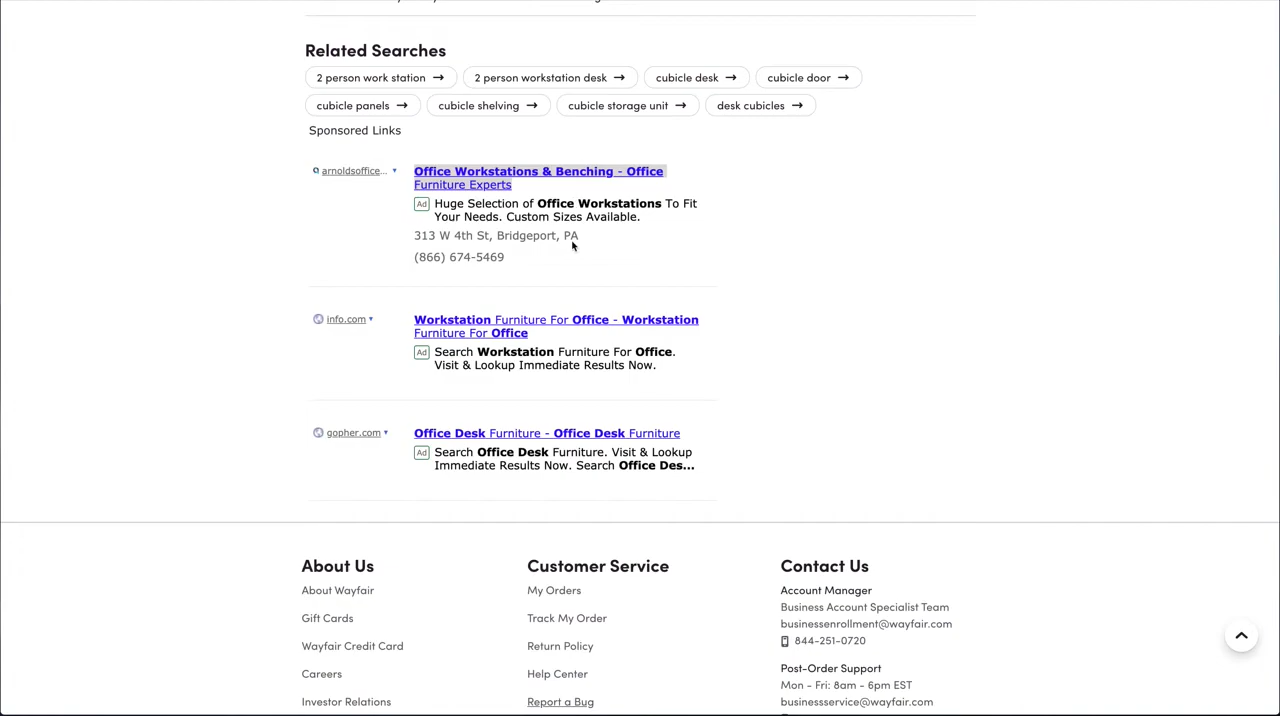 Related Searches
2 person work station →
2 person workstation desk →
cubicle desk →
cubicle door →
cubicle panels →
cubicle shelving →
cubicle storage unit →
desk cubicles →
Sponsored Links
arnoldsoffice...
Office Workstations & Benching - Office
Furniture Experts
Ad
Huge Selection of Office Workstations To Fit
Your Needs. Custom Sizes Available.
313 W 4th St, Bridgeport, PA
(866) 674-5469
info.com
Workstation Furniture For Office - Workstation
Furniture For Office
Ad
Search Workstation Furniture For Office.
Visit & Lookup Immediate Results Now.
gopher.com
Office Desk Furniture - Office Desk Furniture
Ad
Search Office Desk Furniture. Visit & Lookup
Immediate Results Now. Search Office Des...
About Us
About Wayfair
Gift Cards
Wayfair Credit Card
Careers
Investor Relations
Customer Service
My Orders
Track My Order
Return Policy
Help Center
Report a Bug
Contact Us
Account Manager
Business Account Specialist Team
businessenrollment@wayfair.com
844-251-0720
Post-Order Support
Mon - Fri: 8am - 6pm EST
businessservice@wayfair.com